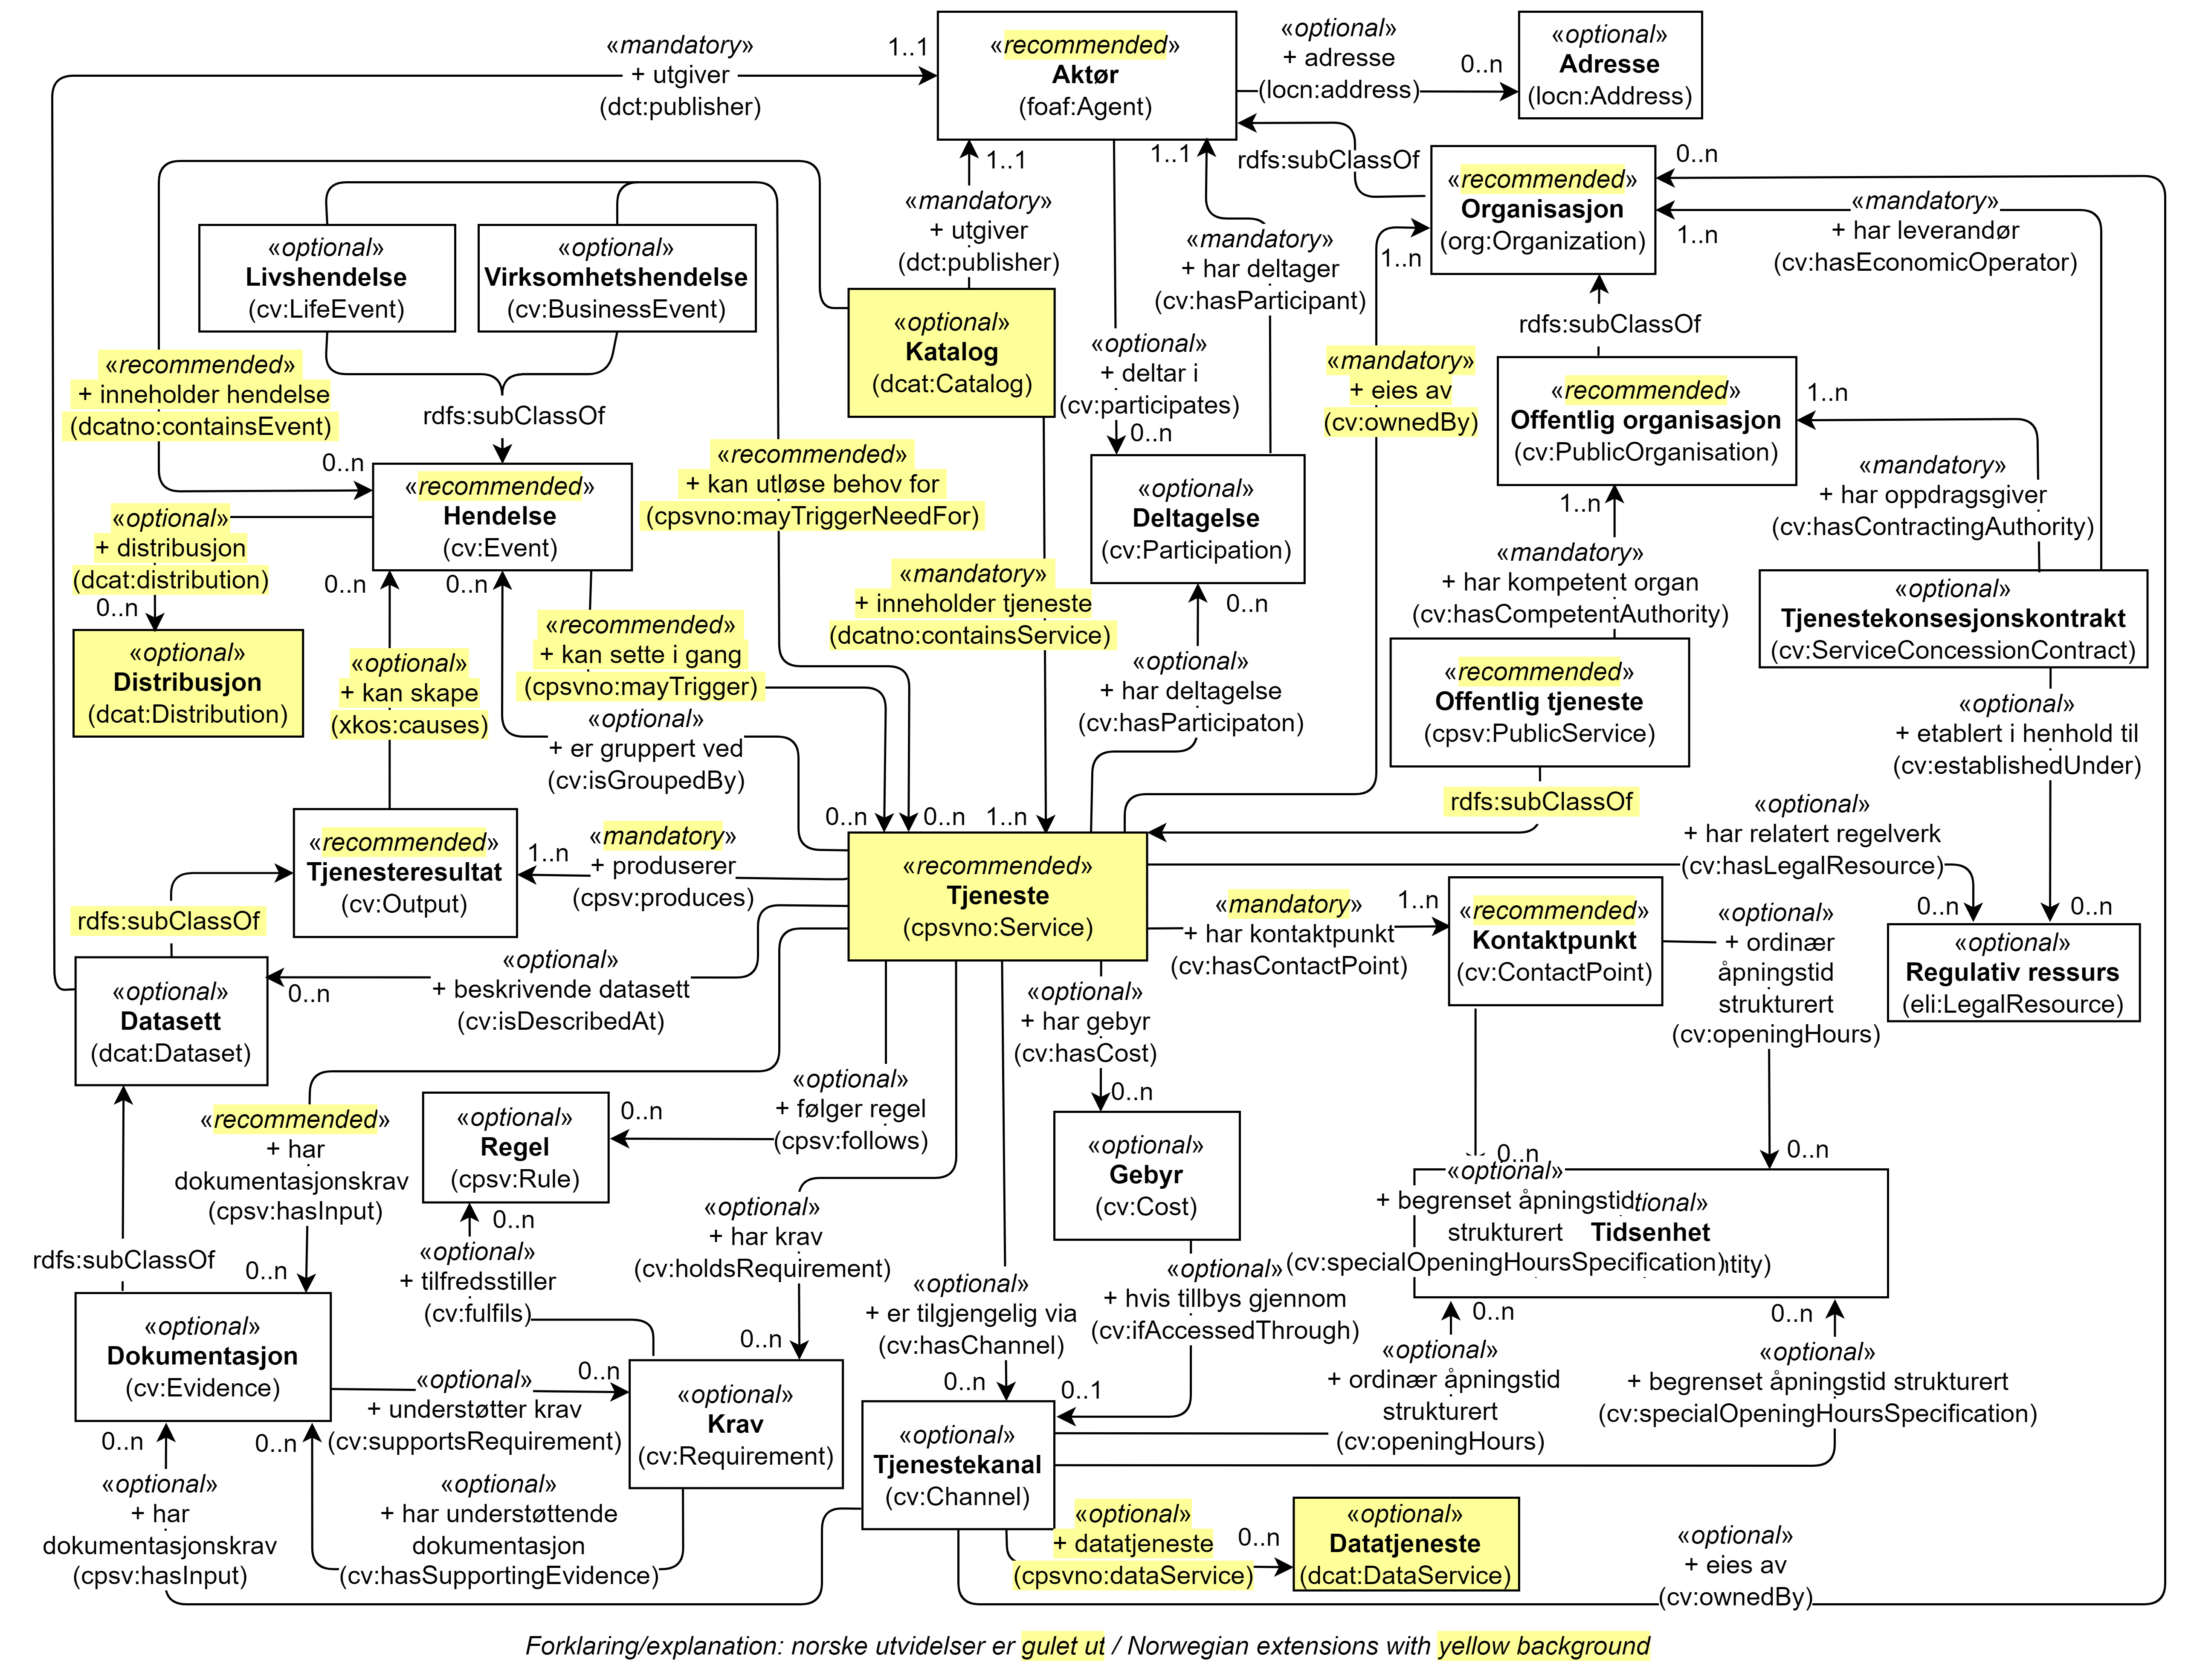 «mandatory»
+ utgiver
(dct:publisher)
1..1
«recommended»
Aktør
(foaf:Agent)
«optional»
+ adresse
(locn:address)
0..n
«optional»
Adresse
(locn:Address)
1..1
«mandatory»
+ utgiver
(dct:publisher)
1..1
«mandatory»
+ har deltager
(cv:hasParticipant)
rdfs:subClassOf
«recommended»
Organisasjon
(org:Organization)
0..n
«mandatory»
+ har leverandør
(cv:hasEconomicOperator)
1..n
1..n
«optional»
Livshendelse
(cv:LifeEvent)
«optional»
Virksomhetshendelse
(cv:BusinessEvent)
«optional»
Katalog
(dcat:Catalog)
«optional»
+ deltar i
(cv:participates)
0..n
«mandatory»
+ eies av
(cv:ownedBy)
rdfs:subClassOf
«recommended»
Offentlig organisasjon
(cv:PublicOrganisation)
1..n
«recommended»
+ inneholder hendelse
(dcatno:containsEvent)
rdfs:subClassOf
0..n
«recommended»
Hendelse
(cv:Event)
«recommended»
+ kan utløse behov for
(cpsvno:mayTriggerNeedFor)
«optional»
Deltagelse
(cv:Participation)
«mandatory»
+ har oppdragsgiver
(cv:hasContractingAuthority)
1..n
«mandatory»
+ har kompetent organ
(cv:hasCompetentAuthority)
«optional»
+ distribusjon
(dcat:distribution)
0..n
«optional»
Distribusjon
(dcat:Distribution)
0..n
0..n
«optional»
+ kan skape
(xkos:causes)
«recommended»
+ kan sette i gang
(cpsvno:mayTrigger)
«mandatory»
+ inneholder tjeneste
(dcatno:containsService)
0..n
«optional»
+ har deltagelse
(cv:hasParticipaton)
«optional»
Tjenestekonsesjonskontrakt
(cv:ServiceConcessionContract)
«recommended»
Offentlig tjeneste
(cpsv:PublicService)
«optional»
+ er gruppert ved
(cv:isGroupedBy)
«optional»
+ etablert i henhold til
(cv:establishedUnder)
rdfs:subClassOf
0..n
0..n
1..n
«recommended»
Tjenesteresultat
(cv:Output)
1..n
«mandatory»
+ produserer
(cpsv:produces)
«recommended»
Tjeneste
(cpsvno:Service)
«optional»
+ har relatert regelverk
(cv:hasLegalResource)
«mandatory»
+ har kontaktpunkt
(cv:hasContactPoint)
1..n
«recommended»
Kontaktpunkt
(cv:ContactPoint)
«optional»
+ ordinær
åpningstid
strukturert
(cv:openingHours)
0..n
0..n
«optional»
Regulativ ressurs
(eli:LegalResource)
rdfs:subClassOf
«optional»
Datasett
(dcat:Dataset)
0..n
«optional»
+ beskrivende datasett
(cv:isDescribedAt)
«optional»
+ har gebyr
(cv:hasCost)
0..n
«recommended»
+ har
dokumentasjonskrav
(cpsv:hasInput)
0..n
«optional»
Regel
(cpsv:Rule)
0..n
«optional»
+ følger regel
(cpsv:follows)
«optional»
Gebyr
(cv:Cost)
0..n
0..n
«optional»
+ begrenset åpningstid
strukturert
(cv:specialOpeningHoursSpecification)
tional»
Tidsenhet
ntity)
rdfs:subClassOf
0..n
«optional»
+ tilfredsstiller
(cv:fulfils)
«optional»
+ har krav
(cv:holdsRequirement)
0..n
«optional»
+ er tilgjengelig via
(cv:hasChannel)
0..n
«optional»
+ hvis tillbys gjennom
(cv:ifAccessedThrough)
0..1
0..n
«optional»
+ ordinær åpningstid
strukturert
(cv:openingHours)
0..n
«optional»
+ begrenset åpningstid strukturert
(cv:specialOpeningHoursSpecification)
«optional»
Dokumentasjon
(cv:Evidence)
«optional»
+ understøtter krav
(cv:supportsRequirement)
0..n
«optional»
Krav
(cv:Requirement)
«optional»
Tjenestekanal
(cv:Channel)
0..n
«optional»
+ har
dokumentasjonskrav
(cpsv:hasInput)
0..n
«optional»
+ har understøttende
dokumentasjon
(cv:hasSupportingEvidence)
«optional»
+ datatjeneste
(cpsvno:dataService)
0..n
«optional»
Datatjeneste
(dcat:DataService)
«optional»
+ eies av
(cv:ownedBy)
Forklaring/explanation: norske utvidelser er gulet ut / Norwegian extensions with yellow background